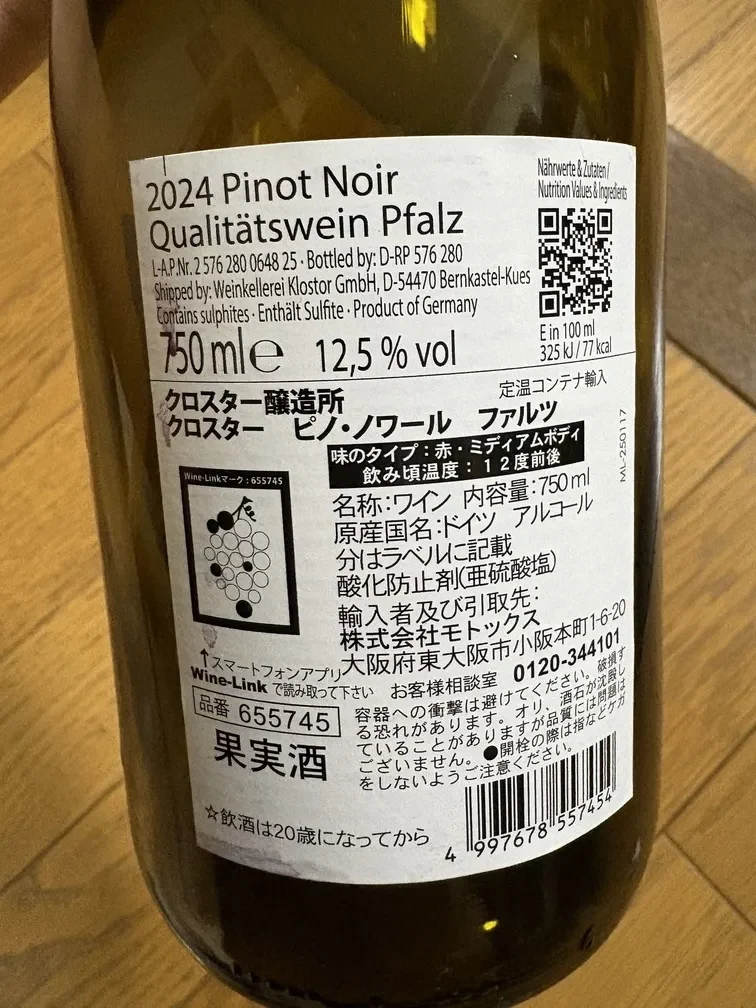 2024 Pinot Noir
Qualitätswein Pfalz
L-A.P.Nr. 2 576 280 0648 25 · Bottled by: D-RP 576 280
Shipped by: Weinkellerei Klostor GmbH, D-54470 Bernkastel-Kues
Contains sulphites · Enthält Sulfite · Product of Germany
750 ml e 12,5 % vol
Nährwerte & Zutaten /
Nutrition Values & Ingredients
E in 100 ml
325 kJ / 77 kcal
定温コンテナ輸入
クロスター醸造所
クロスター ピノ・ノワール ファルツ
味のタイプ：赤・ミディアムボディ
飲み頃温度：１２度前後
ML-250117
Wine-Linkマーク：655745
名称：ワイン 内容量：750ml
原産国名：ドイツ アルコール
分はラベルに記載
酸化防止剤(亜硫酸塩)
輸入者及び引取先：
株式会社モトックス
大阪府東大阪市小阪本町1-6-20
↑スマートフォンアプリ
Wine-Link で読み取って下さい
お客様相談室 0120-344101
品番 655745
果実酒
容器への衝撃は避けてください。破損す
る恐れがあります。オリ、酒石が沈殿し
ていることがありますが品質には問題は
ございません。●開栓の際は指などケガ
をしないようご注意ください。
☆飲酒は20歳になってから
4 997678 557454